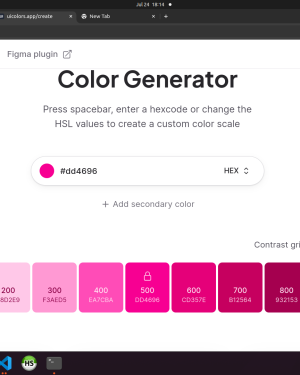 Jul 24 18:14
uicolors.app/create
New Tab
Figma plugin
Color Generator
Press spacebar, enter a hexcode or change the
HSL values to create a custom color scale
#dd4696
HEX
+ Add secondary color
Contrast gri
200 300 400 500 600 700 800
8D2E9 F3AED5 EA7CBA DD4696 CD357E B12564 932153
HS